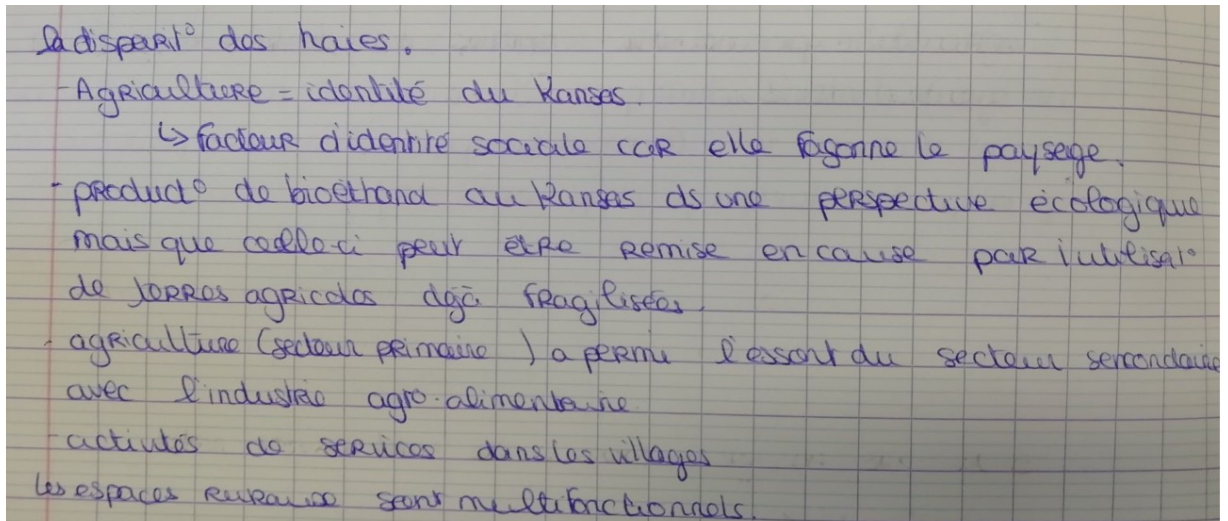 La disparit° des haies.
- Agriculture = identité du Kansas.
↳ facteur d'identité sociale car elle façonne le paysage.
- product° de bioéthanol au Kansas ds une perspective écologique
mais que celle-ci peut être remise en cause par l'utilisat°
de terres agricoles déjà fragilisées.
- agriculture (secteur primaire) a permi l'essort du secteur sencondaire
avec l'industrie agro-alimentaire.
- activités de services dans les villages
Les espaces ruraux sont multifonctionnels.